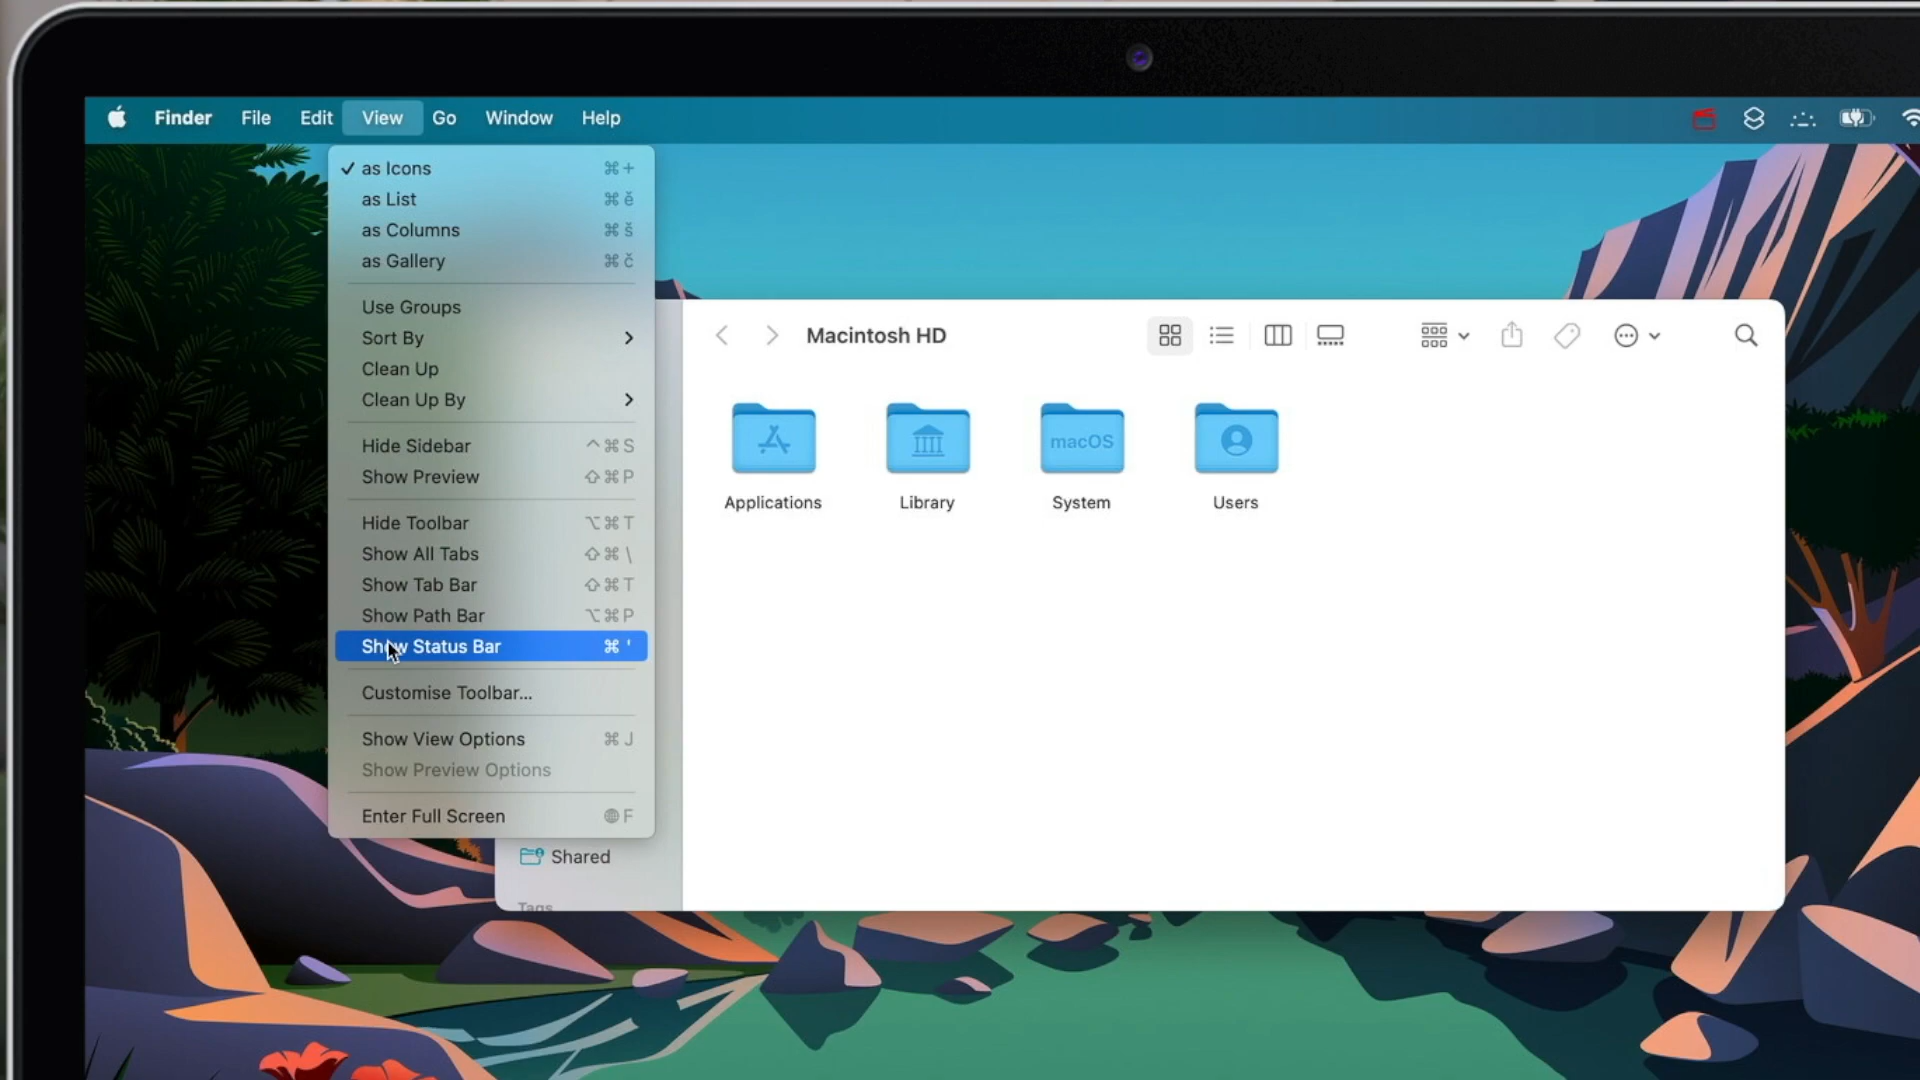 Finder File Edit View Go Window Help
✓ as Icons ⌘+
as List ⌘ě
as Columns ⌘š
as Gallery ⌘č
Use Groups
Sort By
Clean Up
Clean Up By
Hide Sidebar ^⌘S
Show Preview ⇧⌘P
Hide Toolbar ⌥⌘T
Show All Tabs ⇧⌘\
Show Tab Bar ⇧⌘T
Show Path Bar ⌥⌘P
Show Status Bar ⌘'
Customise Toolbar...
Show View Options ⌘J
Show Preview Options
Enter Full Screen F
Shared
Tags
Macintosh HD
macOS
Applications Library System Users